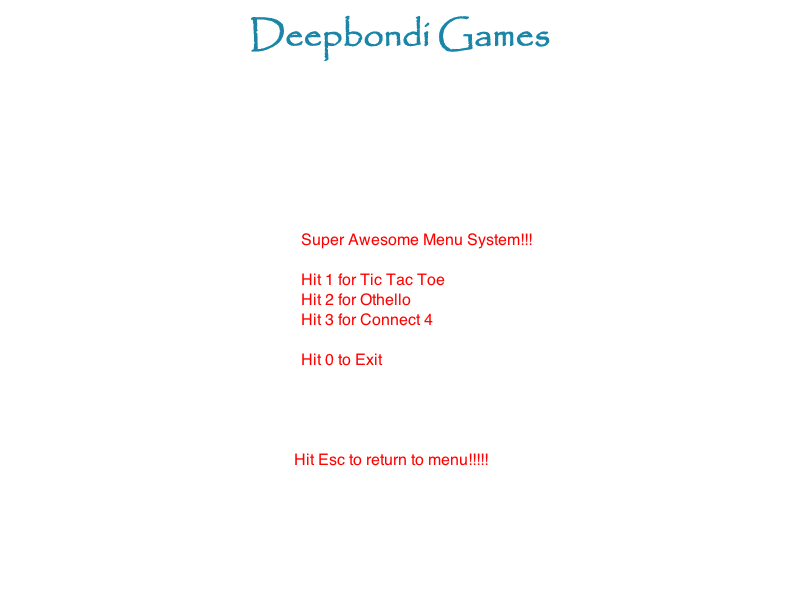 Deepbondi Games
Super Awesome Menu System!!!
Hit 1 for Tic Tac Toe
Hit 2 for Othello
Hit 3 for Connect 4
Hit 0 to Exit
Hit Esc to return to menu!!!!!